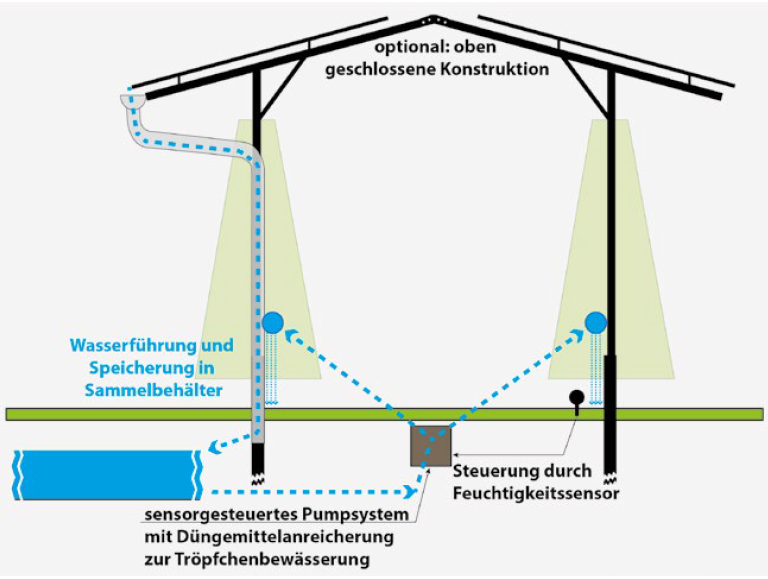 optional: oben
geschlossene Konstruktion
Wasserführung und
Speicherung in
Sammelbehälter
Steuerung durch
Feuchtigkeitssensor
sensorgesteuertes Pumpsystem
mit Düngemittelanreicherung
zur Tröpfchenbewässerung